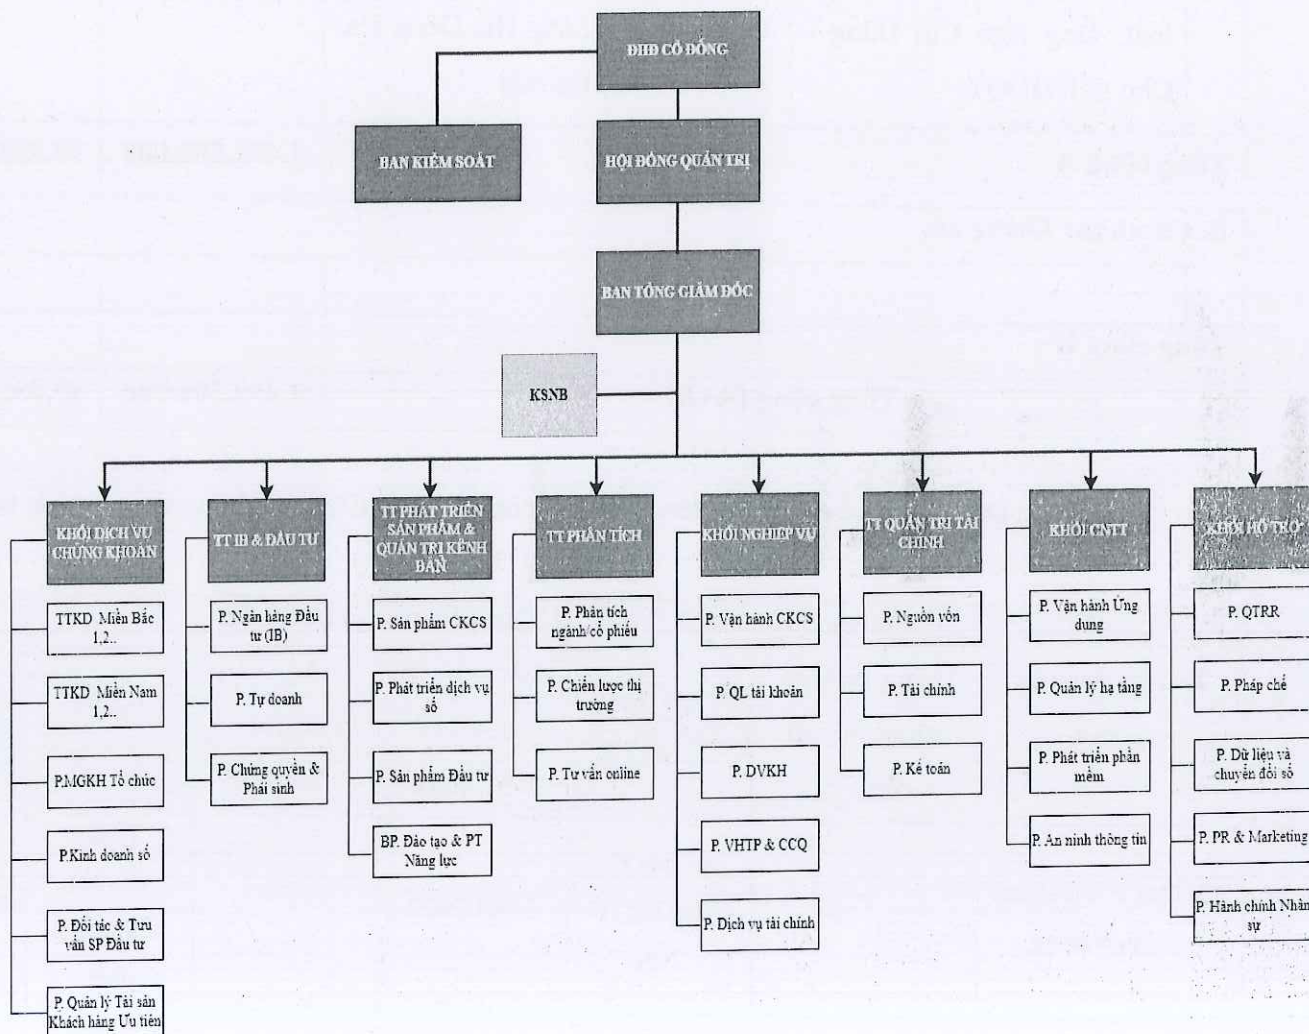 ĐHĐ CỔ ĐÔNG
BAN KIỂM SOÁT
HỘI ĐỒNG QUẢN TRỊ
BAN TỔNG GIÁM ĐỐC
KSNB
KHỐI DỊCH VỤ
CHỨNG KHOÁN
TTKD Miền Bắc
1,2..
TTKD Miền Nam
1,2..
P.MGKH Tổ chức
P.Kinh doanh số
P. Đối tác & Tưu
vấn SP Đầu tư
P. Quản lý Tài sản
Khách hàng Ưu tiên
TT IB & ĐẦU TƯ
P. Ngân hàng Đầu
tư (IB)
P. Tự doanh
P. Chứng quyền &
Phái sinh
TT PHÁT TRIỂN
SẢN PHẨM &
QUẢN TRỊ KÊNH
BÁN
P. Sản phẩm CKCS
P. Phát triển dịch vụ
số
P. Sản phẩm Đầu tư
BP. Đào tạo & PT
Năng lực
TT PHÂN TÍCH
P. Phân tích
ngành/cổ phiếu
P. Chiến lược thị
trường
P. Tư vấn online
KHỐI NGHIỆP VỤ
P. Vận hành CKCS
P. QL tài khoản
P. DVKH
P. VHTP & CCQ
P. Dịch vụ tài chính
TT QUẢN TRỊ TÀI
CHÍNH
P. Nguồn vốn
P. Tài chính
P. Kế toán
KHỐI CNTT
P. Vận hành Ứng
dụng
P. Quản lý hạ tầng
P. Phát triển phần
mềm
P. An ninh thông tin
KHỐI HỖ TRỢ
P. QTRR
P. Pháp chế
P. Dữ liệu và
chuyển đổi số
P. PR & Marketing
P. Hành chính Nhân
sự